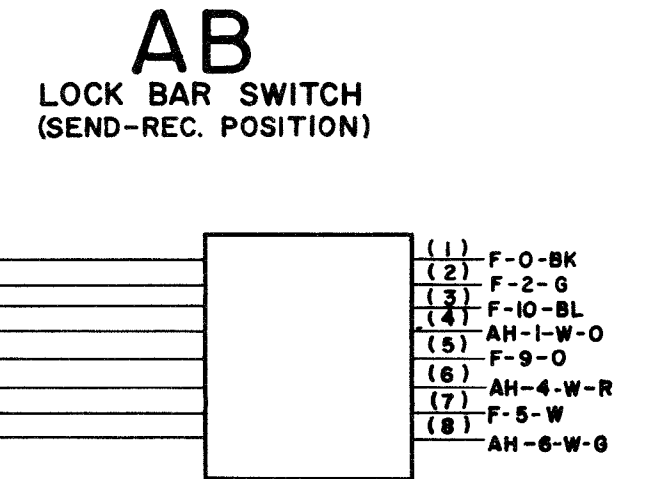 AB
LOCK BAR SWITCH
(SEND-REC. POSITION)
(1) F-0-BK
(2) F-2-G
(3) F-10-BL
(4) AH-1-W-O
(5) F-9-O
(6) AH-4-W-R
(7) F-5-W
(8) AH-6-W-G